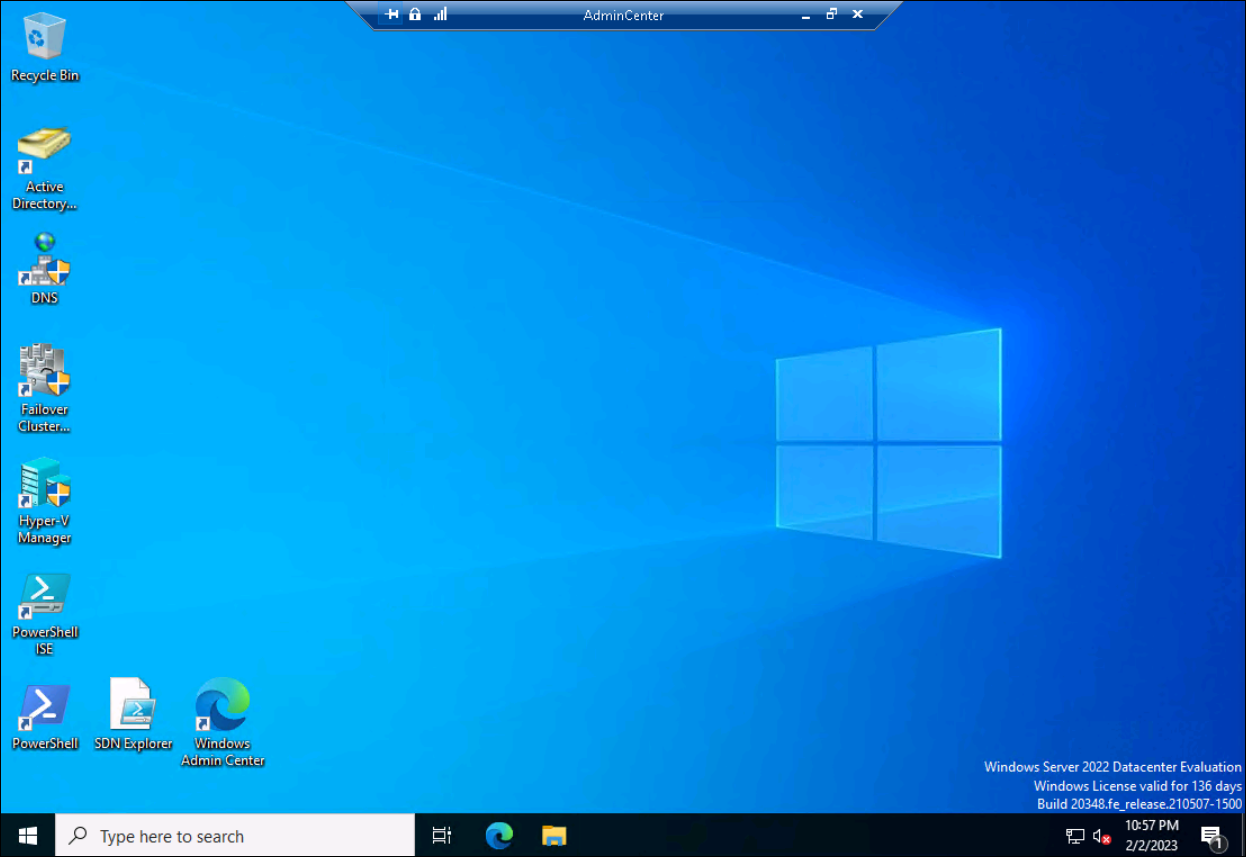 AdminCenter
Recycle Bin
Active
Directory...
DNS
Failover
Cluster...
Hyper-V
Manager
PowerShell
ISE
PowerShell
SDN Explorer
Windows
Admin Center
Windows Server 2022 Datacenter Evaluation
Windows License valid for 136 days
Build 20348.fe_release.210507-1500
Type here to search
10:57 PM
2/2/2023
1